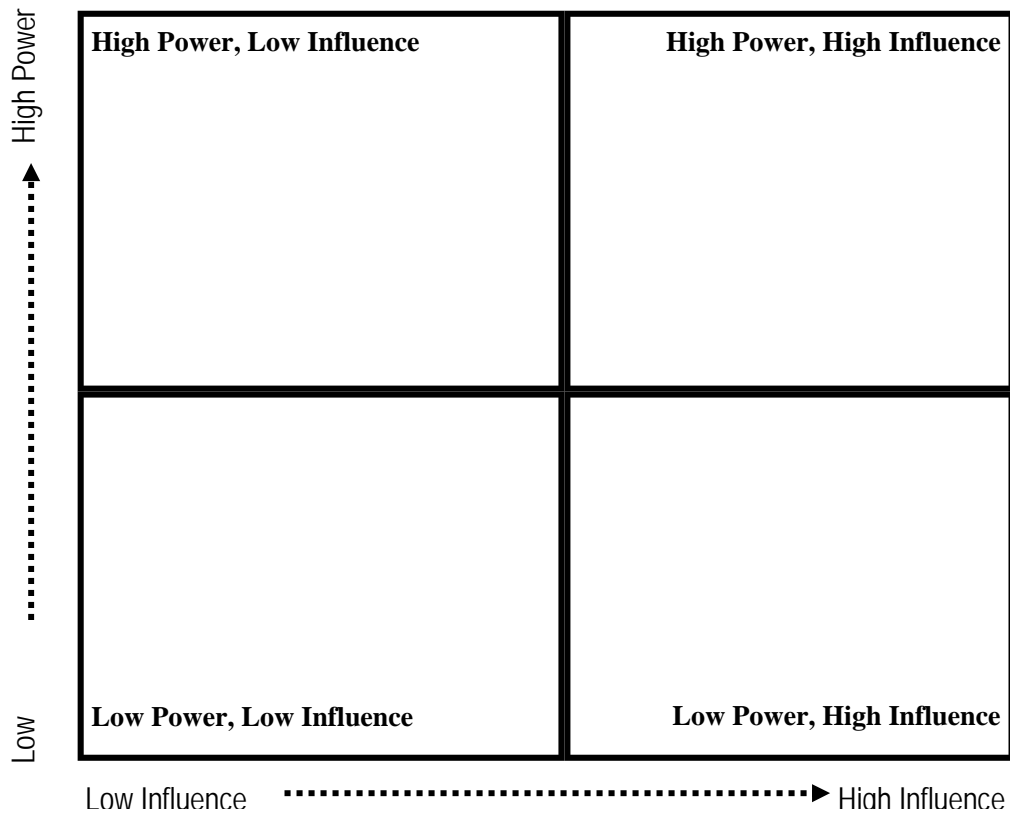 High Power
High Power, Low Influence
High Power, High Influence
Low Power, Low Influence
Low Power, High Influence
Low
Low Influence
High Influence